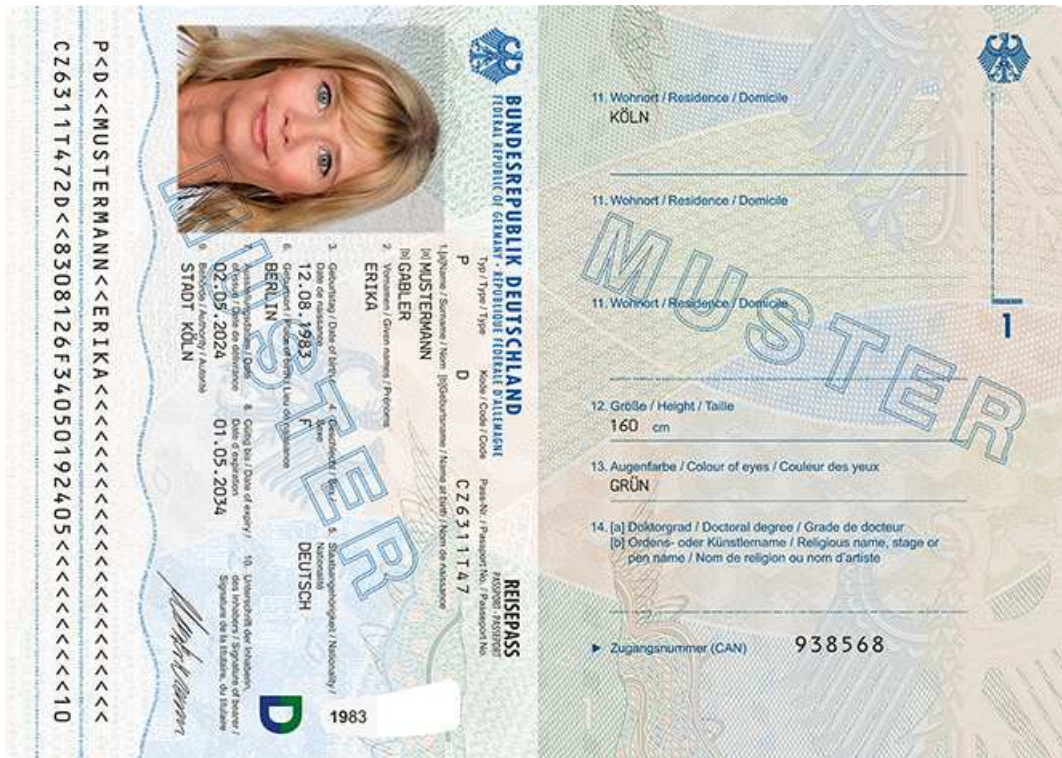 BUNDESREPUBLIK DEUTSCHLAND
FEDERAL REPUBLIC OF GERMANY · REPUBLIQUE FÉDÉRALE D'ALLEMAGNE
REISEPASS
PASSPORT · PASSEPORT
Typ / Type / Type Kode / Code / Code Pass-Nr. / Passport No. / Passeport No.
P D CZ6311T47
1.[a]Name / Surname / Nom [b]Geburtsname / Name at birth / Nom de naissance
[a] MUSTERMANN
[b] GABLER
2. Vornamen / Given names / Prénoms
ERIKA
3. Geburtstag / Date of birth / 4. Geschlecht / Sex / 5. Staatsangehörigkeit / Nationality /
Date de naissance Sexe Nationalité
12.08.1983 F DEUTSCH
6. Geburtsort / Place of birth / Lieu de naissance
BERLIN
7. Ausstellungsdatum / Date 8. Gültig bis / Date of expiry / 10. Unterschrift der Inhaberin,
of issue / Date de délivrance Date d'expiration des Inhabers / Signature of bearer /
02.05.2024 01.05.2034 Signature de la titulaire, du titulaire
9. Behörde / Authority / Autorité
STADT KÖLN
Mustermann
D
1983
MUSTER
P<D<<MUSTERMANN<<ERIKA<<<<<<<<<<<<<<<<<<<<<<
CZ6311T472D<<8308126F34050192405<<<<<<<<<<10
1
11. Wohnort / Residence / Domicile
KÖLN
11. Wohnort / Residence / Domicile
11. Wohnort / Residence / Domicile
12. Größe / Height / Taille
160 cm
13. Augenfarbe / Colour of eyes / Couleur des yeux
GRÜN
14. [a] Doktorgrad / Doctoral degree / Grade de docteur
[b] Ordens- oder Künstlername / Religious name, stage or
pen name / Nom de religion ou nom d'artiste
▶ Zugangsnummer (CAN) 938568
MUSTER